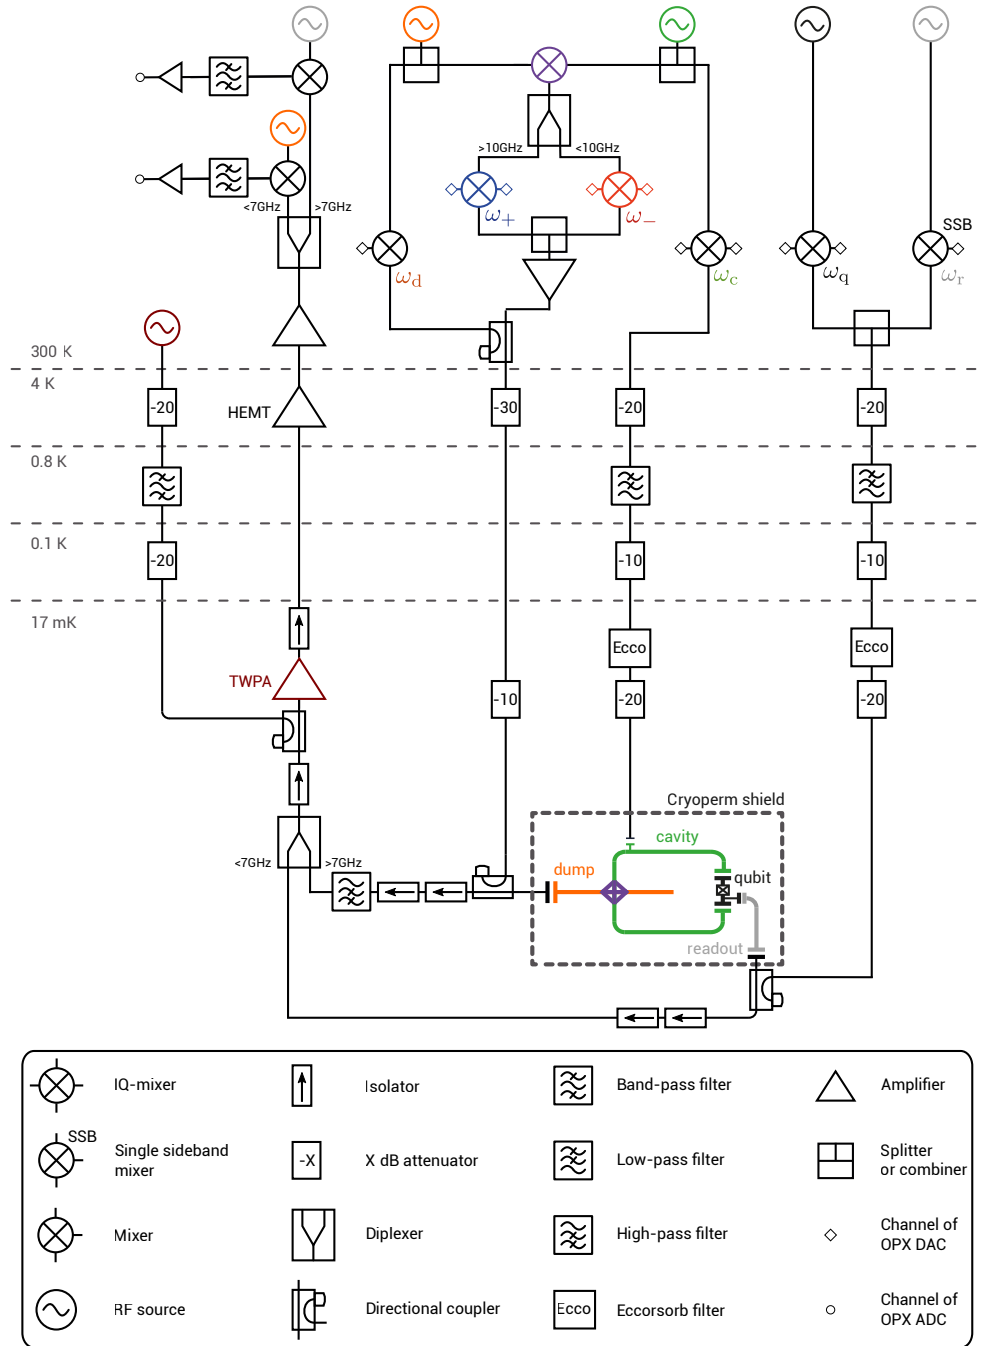 >10GHz
<10GHz
<7GHz
>7GHz
ω+
ω−
SSB
ωd
ωc
ωq
ωr
300 K
4 K
-20
HEMT
-30
-20
-20
0.8 K
0.1 K
-20
-10
-10
17 mK
Ecco
Ecco
TWPA
-10
-20
-20
Cryoperm shield
cavity
<7GHz
>7GHz
dump
qubit
readout
IQ-mixer
Isolator
Band-pass filter
Amplifier
SSB
Single sideband
mixer
-X
X dB attenuator
Low-pass filter
Splitter
or combiner
Mixer
Diplexer
High-pass filter
Channel of
OPX DAC
RF source
Directional coupler
Ecco
Eccorsorb filter
Channel of
OPX ADC